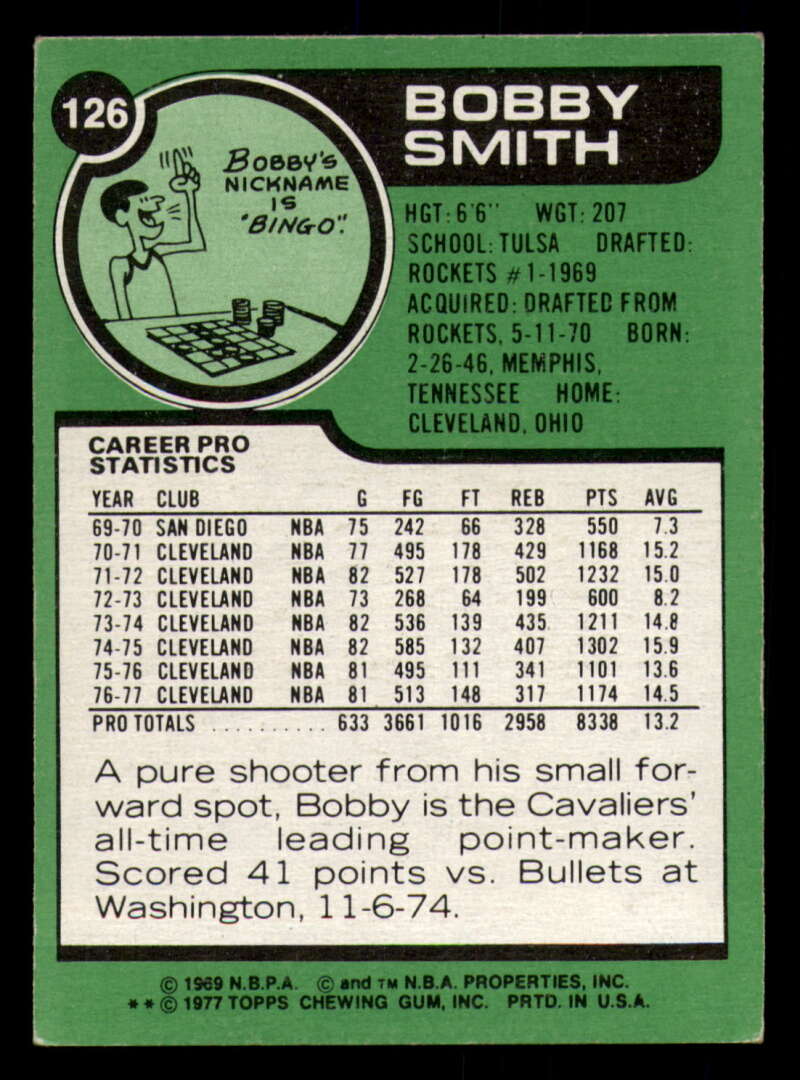 126
BOBBY
SMITH
BOBBY'S
NICKNAME
IS
"BINGO".
HGT: 6'6" WGT: 207
SCHOOL: TULSA DRAFTED:
ROCKETS #1-1969
ACQUIRED: DRAFTED FROM
ROCKETS, 5-11-70 BORN:
2-26-46, MEMPHIS,
TENNESSEE HOME:
CLEVELAND, OHIO
CAREER PRO
STATISTICS
YEAR CLUB G FG FT REB PTS AVG
69-70 SAN DIEGO NBA 75 242 66 328 550 7.3
70-71 CLEVELAND NBA 77 495 178 429 1168 15.2
71-72 CLEVELAND NBA 82 527 178 502 1232 15.0
72-73 CLEVELAND NBA 73 268 64 199 600 8.2
73-74 CLEVELAND NBA 82 536 139 435 1211 14.8
74-75 CLEVELAND NBA 82 585 132 407 1302 15.9
75-76 CLEVELAND NBA 81 495 111 341 1101 13.6
76-77 CLEVELAND NBA 81 513 148 317 1174 14.5
PRO TOTALS .......... 633 3661 1016 2958 8338 13.2
A pure shooter from his small for-
ward spot, Bobby is the Cavaliers'
all-time leading point-maker.
Scored 41 points vs. Bullets at
Washington, 11-6-74.
© 1969 N.B.P.A. © and TM N.B.A. PROPERTIES, INC.
**© 1977 TOPPS CHEWING GUM, INC. PRTD. IN U.S.A.